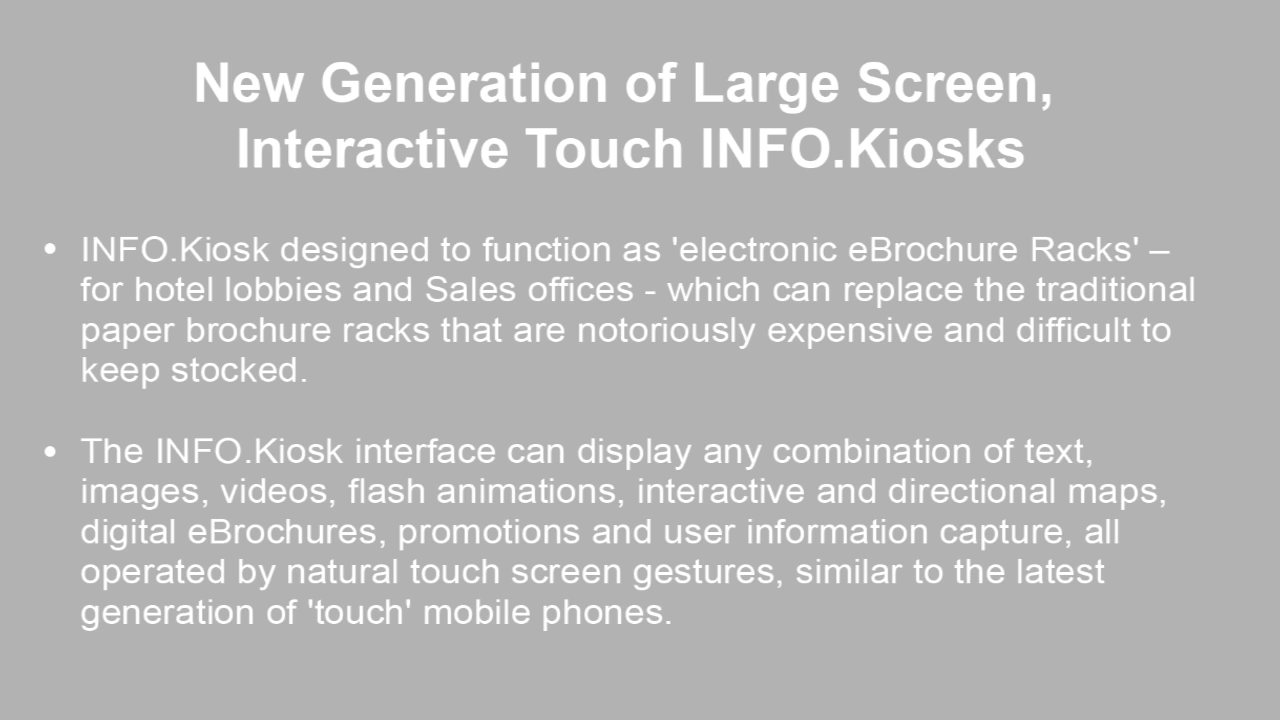 New Generation of Large Screen,
Interactive Touch INFO.Kiosks
• INFO.Kiosk designed to function as 'electronic eBrochure Racks' –
for hotel lobbies and Sales offices - which can replace the traditional
paper brochure racks that are notoriously expensive and difficult to
keep stocked.
• The INFO.Kiosk interface can display any combination of text,
images, videos, flash animations, interactive and directional maps,
digital eBrochures, promotions and user information capture, all
operated by natural touch screen gestures, similar to the latest
generation of 'touch' mobile phones.